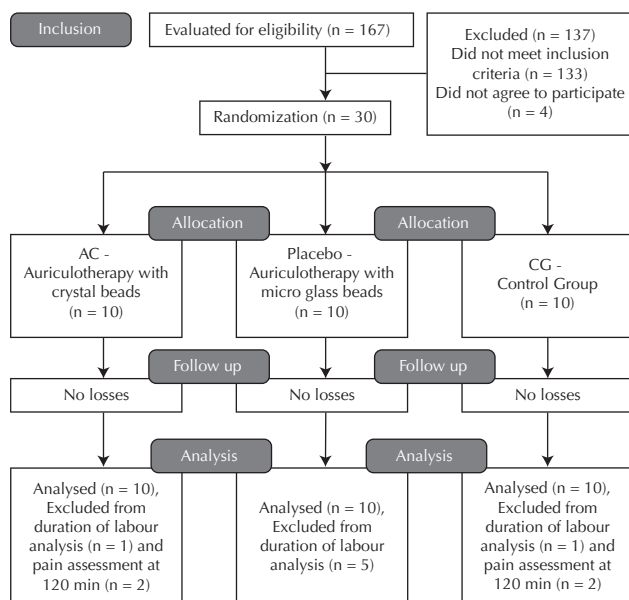 Inclusion
Evaluated for eligibility (n = 167)
Excluded (n = 137)
Did not meet inclusion
criteria (n = 133)
Did not agree to participate
(n = 4)
Randomization (n = 30)
Allocation
Allocation
AC -
Auriculotherapy with
crystal beads
(n = 10)
Placebo -
Auriculotherapy with
micro glass beads
(n = 10)
CG -
Control Group
(n = 10)
Follow up
Follow up
No losses
No losses
No losses
Analysis
Analysis
Analysed (n = 10),
Excluded from
duration of labour
analysis (n = 1) and
pain assessment at
120 min (n = 2)
Analysed (n = 10),
Excluded from
duration of labour
analysis (n = 5)
Analysed (n = 10),
Excluded from
duration of labour
analysis (n = 1) and
pain assessment at
120 min (n = 2)